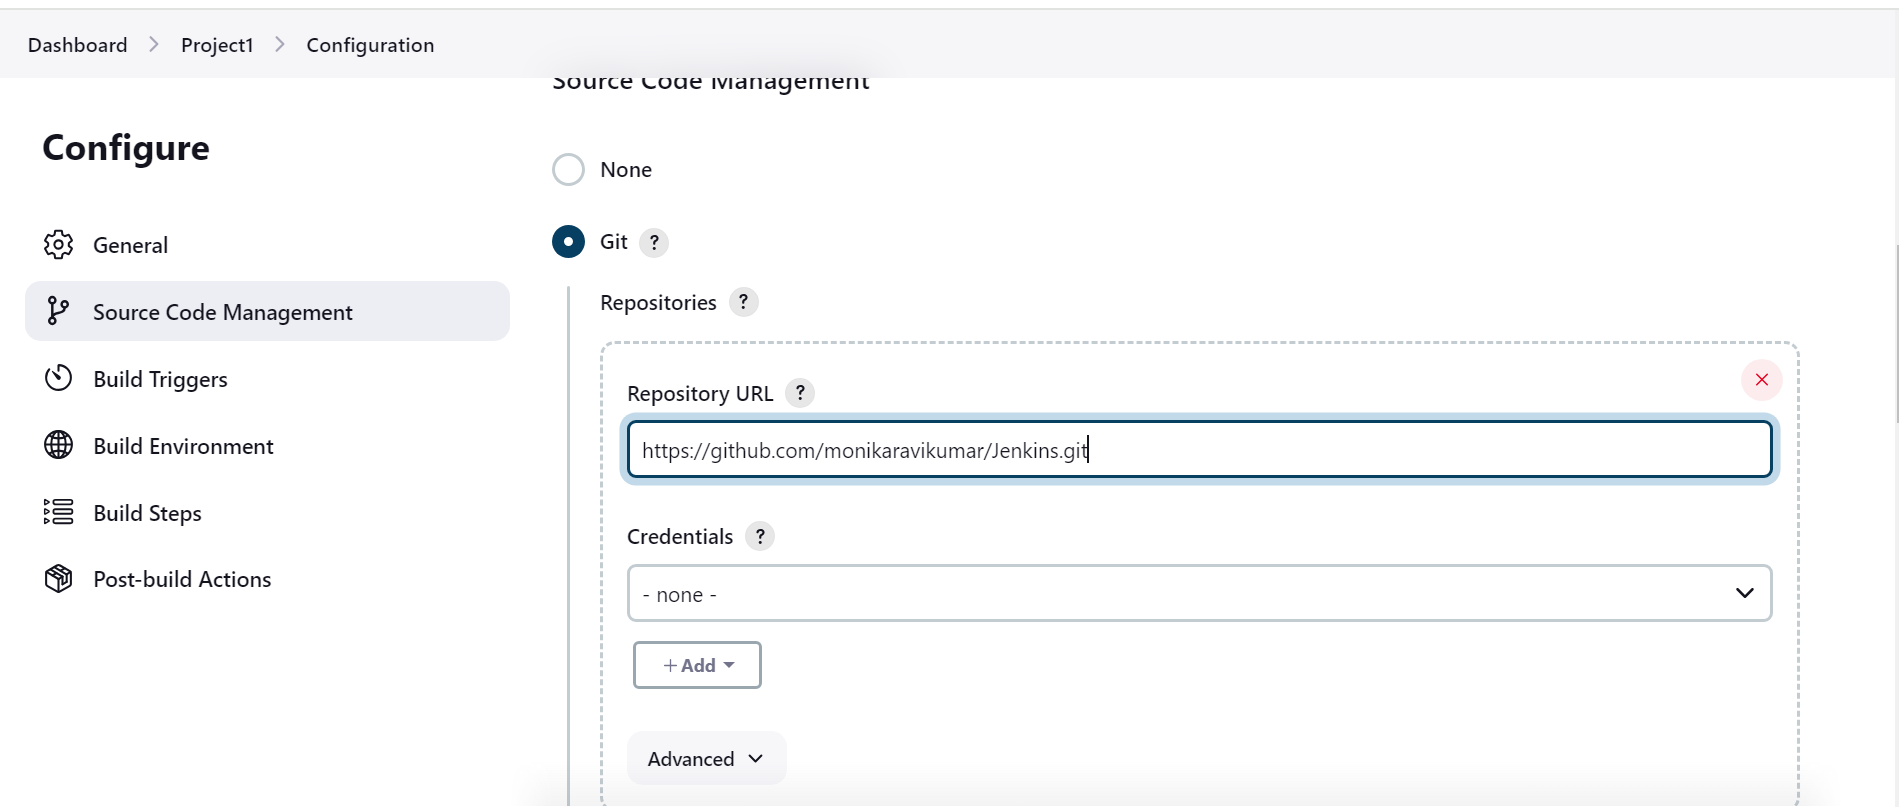 Dashboard > Project1 > Configuration
Source Code Management
Configure
General
Source Code Management
Build Triggers
Build Environment
Build Steps
Post-build Actions
None
Git ?
Repositories ?
Repository URL ?
https://github.com/monikaravikumar/Jenkins.git
Credentials ?
- none -
+ Add
Advanced